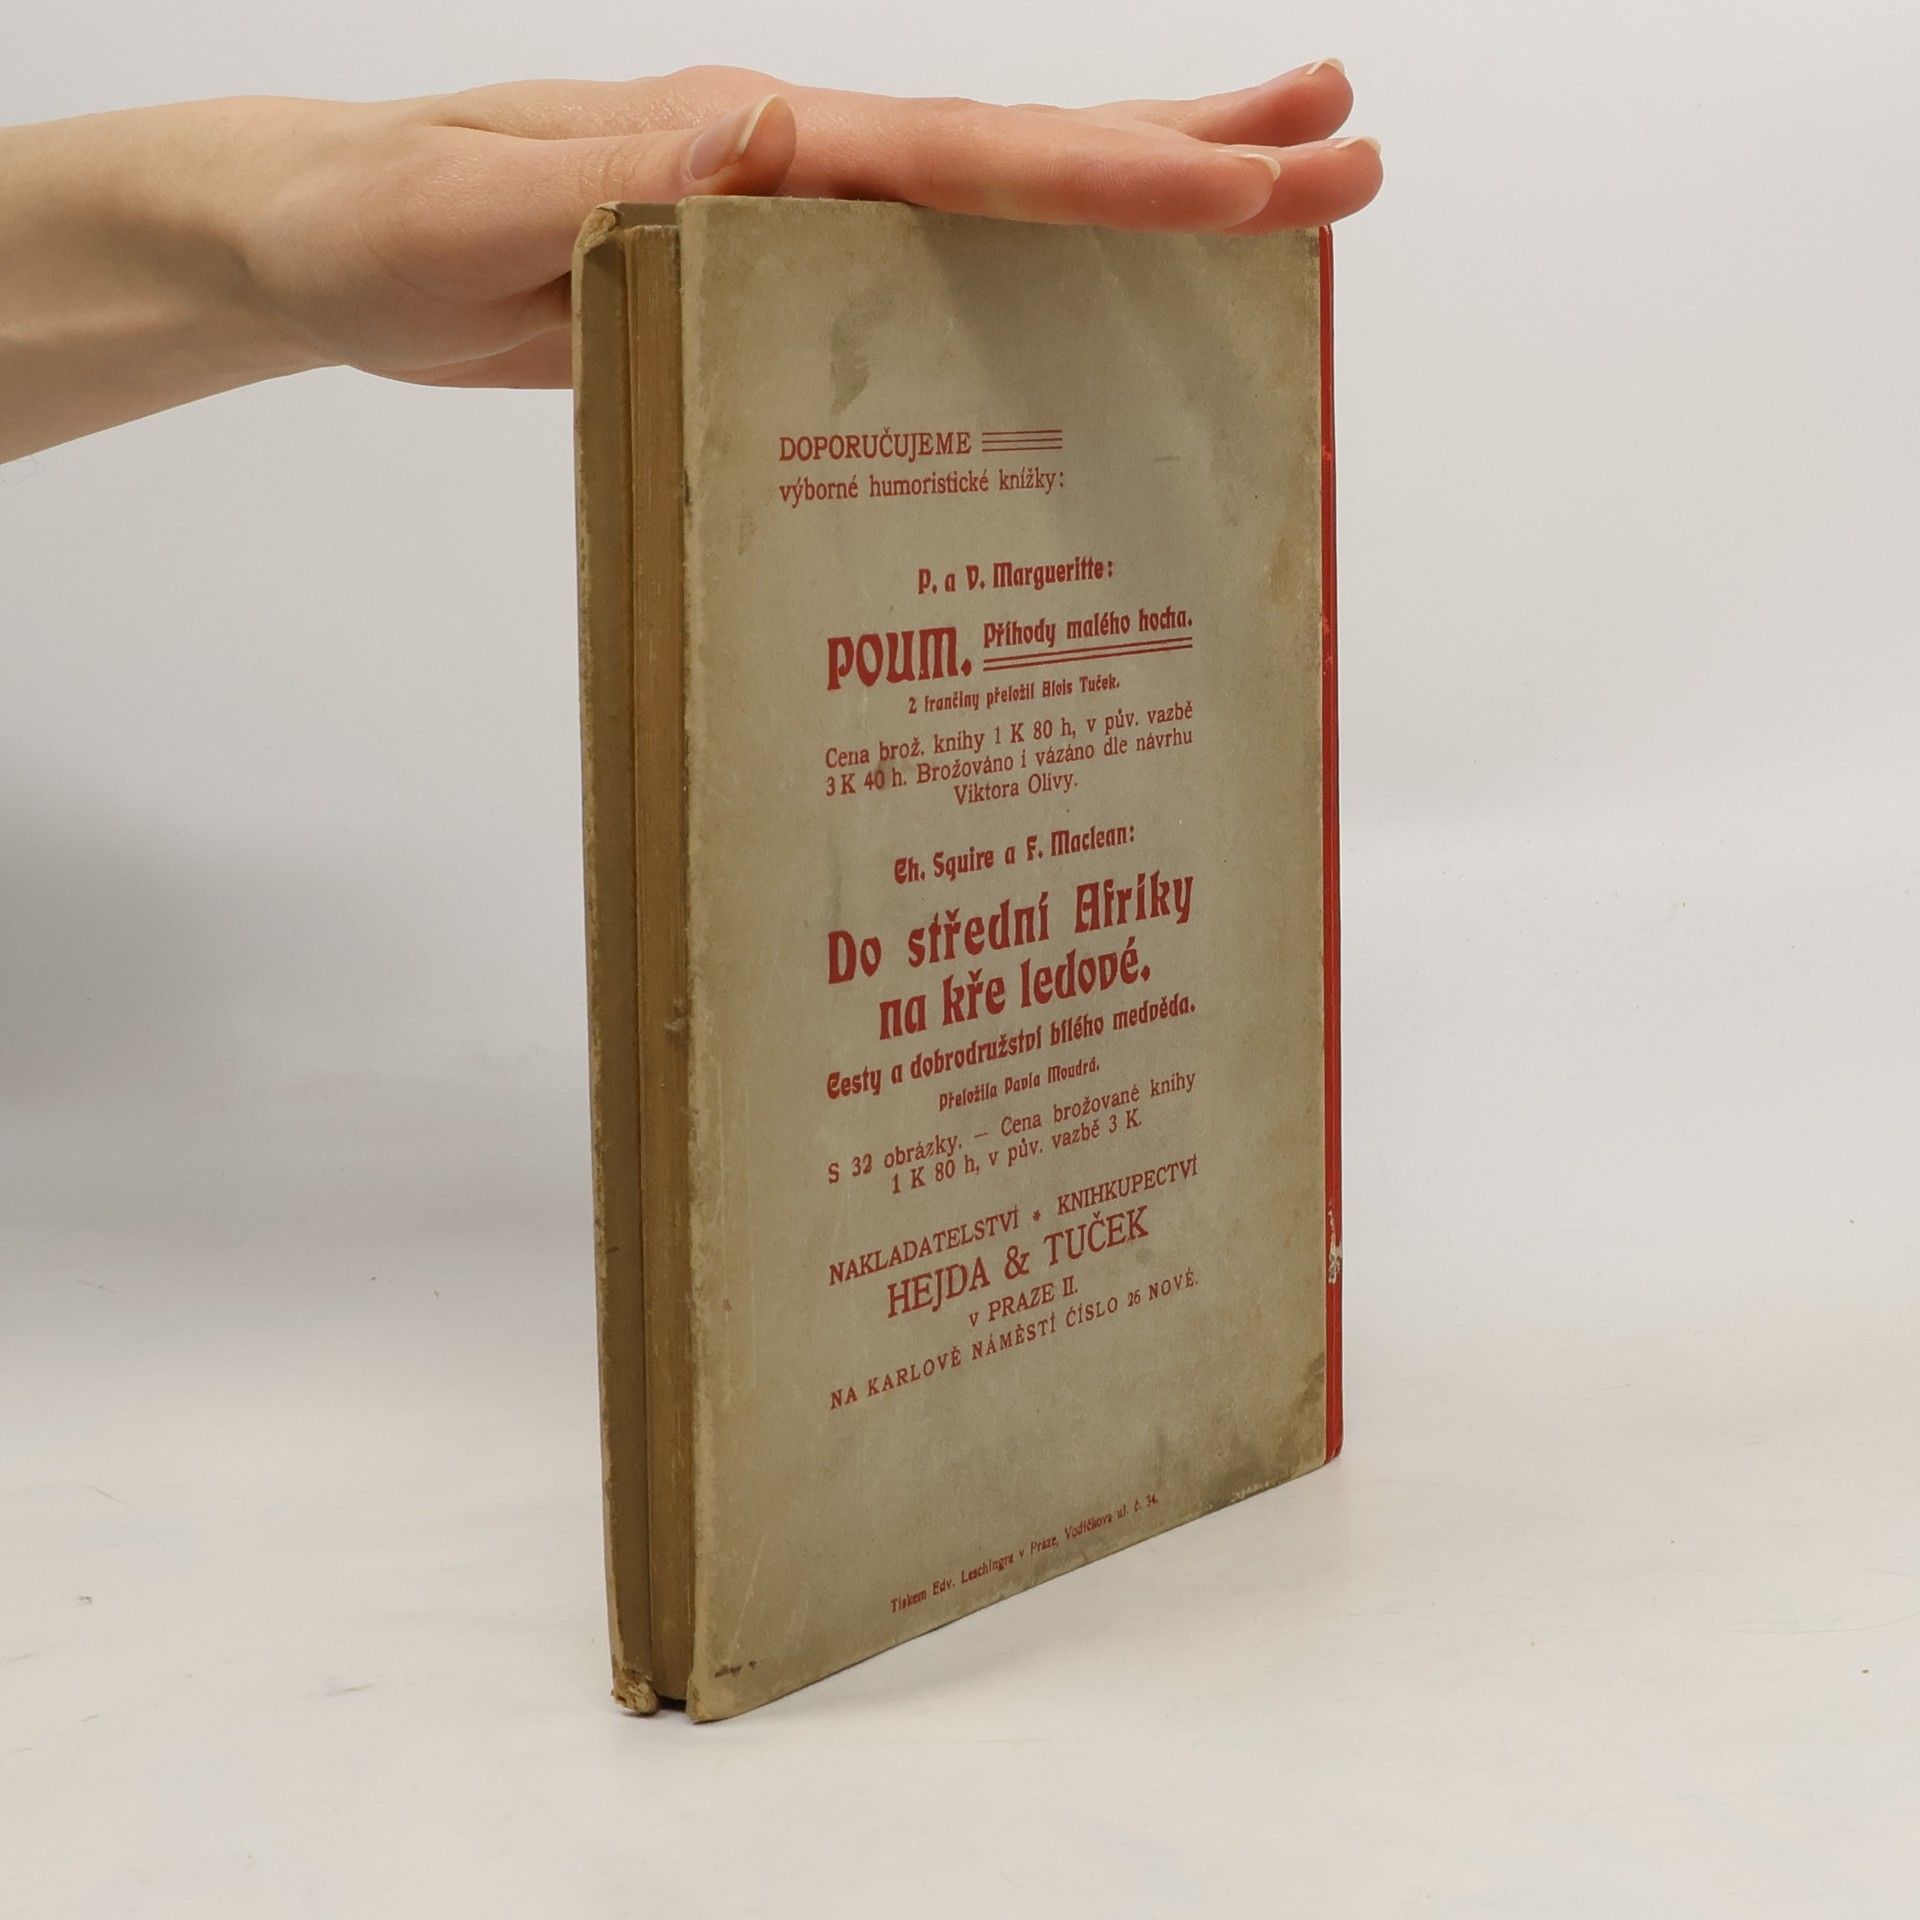 DOPORUČUJEME
výborné humoristické knížky:
P. a V. Margueritte:
POUM. Příhody malého hocha.
Z frančiny přeložil Alois Tuček.
Cena brož. knihy 1 K 80 h, v pův. vazbě
3 K 40 h. Brožováno i vázáno dle návrhu
Viktora Olivy.
Ch. Squire a F. Maclean:
Do střední Afriky
na kře ledové.
Cesty a dobrodružství bílého medvěda.
Přeložila Pavla Moudrá.
S 32 obrázky. — Cena brožované knihy
1 K 80 h, v pův. vazbě 3 K.
NAKLADATELSTVÍ * KNIHKUPECTVÍ
HEJDA & TUČEK
v PRAZE II.
NA KARLOVĚ NÁMĚSTÍ ČÍSLO 26 NOVÉ.
Tiskem Edv. Leschingra v Praze, Vodičkova ul. č. 34.